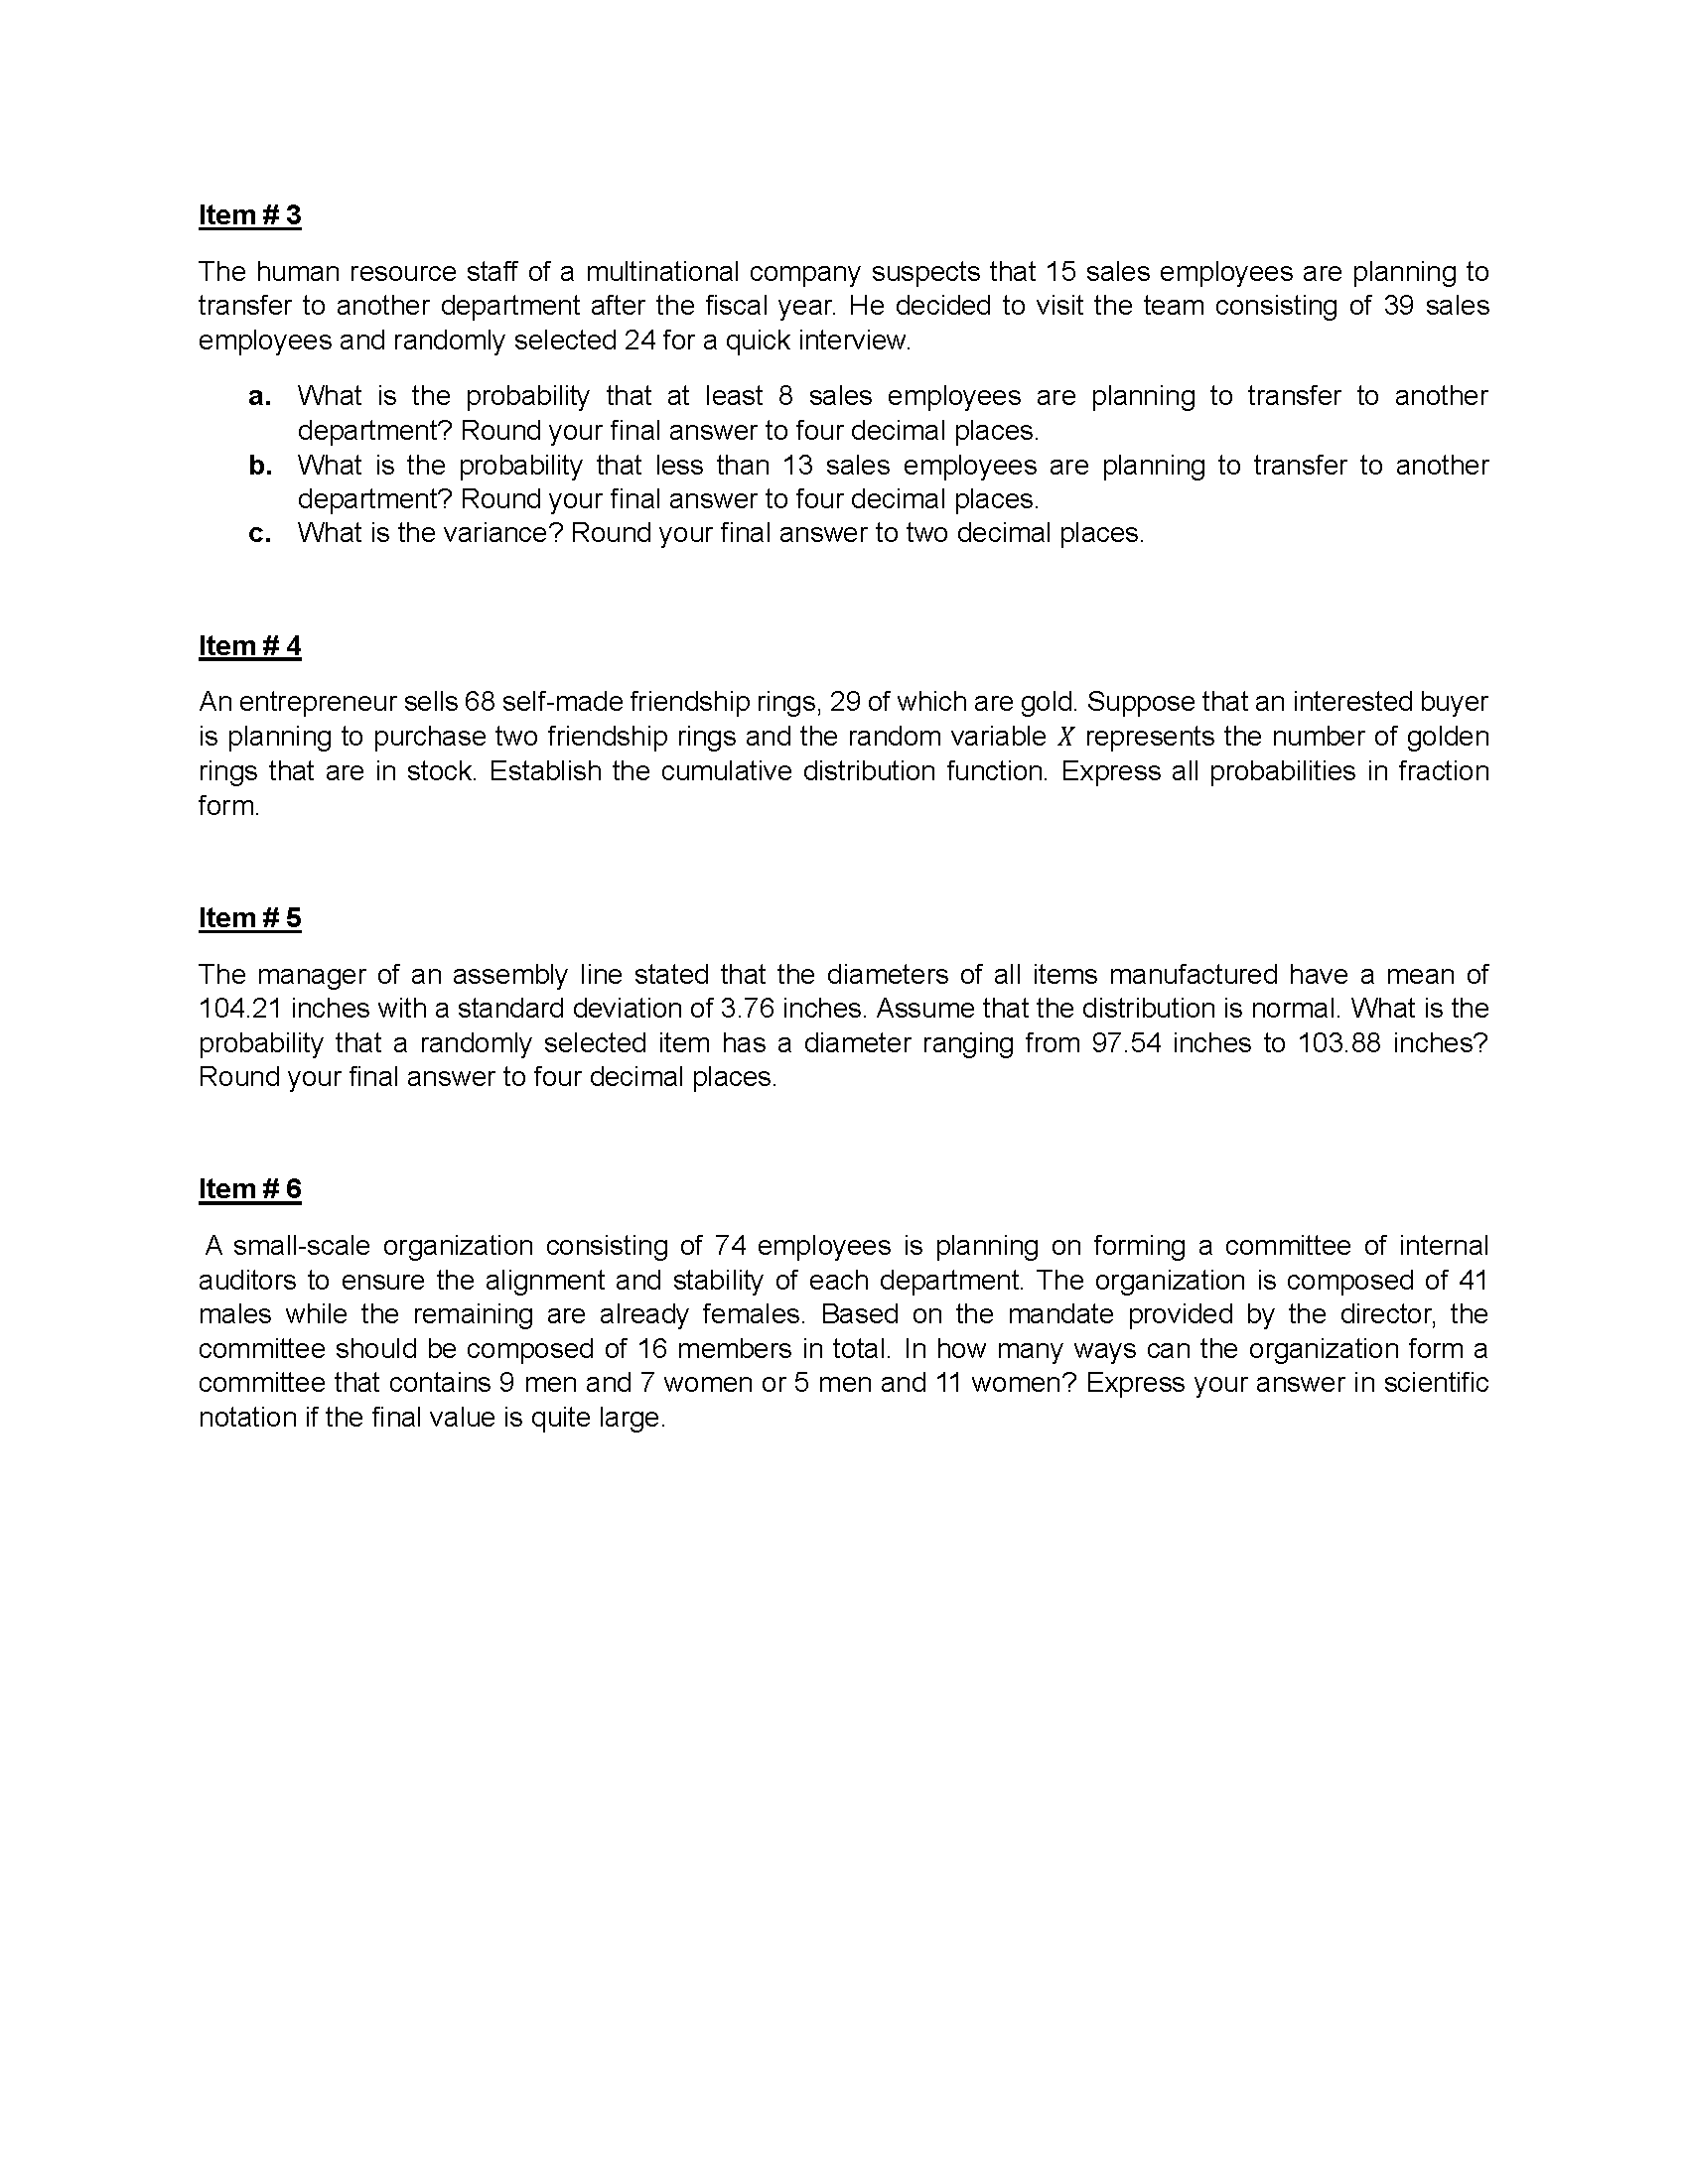 Item # 3
The human resource staff of a multinational company suspects that 15 sales employees are planning to
transfer to another department after the fiscal year. He decided to visit the team consisting of 39 sales
employees and randomly selected 24 for a quick interview.
a. What is the probability that at least 8 sales employees are planning to transfer to another
department? Round your final answer to four decimal places.
b. What is the probability that less than 13 sales employees are planning to transfer to another
department? Round your final answer to four decimal places.
c. What is the variance? Round your final answer to two decimal places.
Item # 4
An entrepreneur sells 68 self-made friendship rings, 29 of which are gold. Suppose that an interested buyer
is planning to purchase two friendship rings and the random variable X represents the number of golden
rings that are in stock. Establish the cumulative distribution function. Express all probabilities in fraction
form.
Item # 5
The manager of an assembly line stated that the diameters of all items manufactured have a mean of
104.21 inches with a standard deviation of 3.76 inches. Assume that the distribution is normal. What is the
probability that a randomly selected item has a diameter ranging from 97.54 inches to 103.88 inches?
Round your final answer to four decimal places.
Item # 6
A small-scale organization consisting of 74 employees is planning on forming a committee of internal
auditors to ensure the alignment and stability of each department. The organization is composed of 41
males while the remaining are already females. Based on the mandate provided by the director, the
committee should be composed of 16 members in total. In how many ways can the organization form a
committee that contains 9 men and 7 women or 5 men and 11 women? Express your answer in scientific
notation if the final value is quite large.